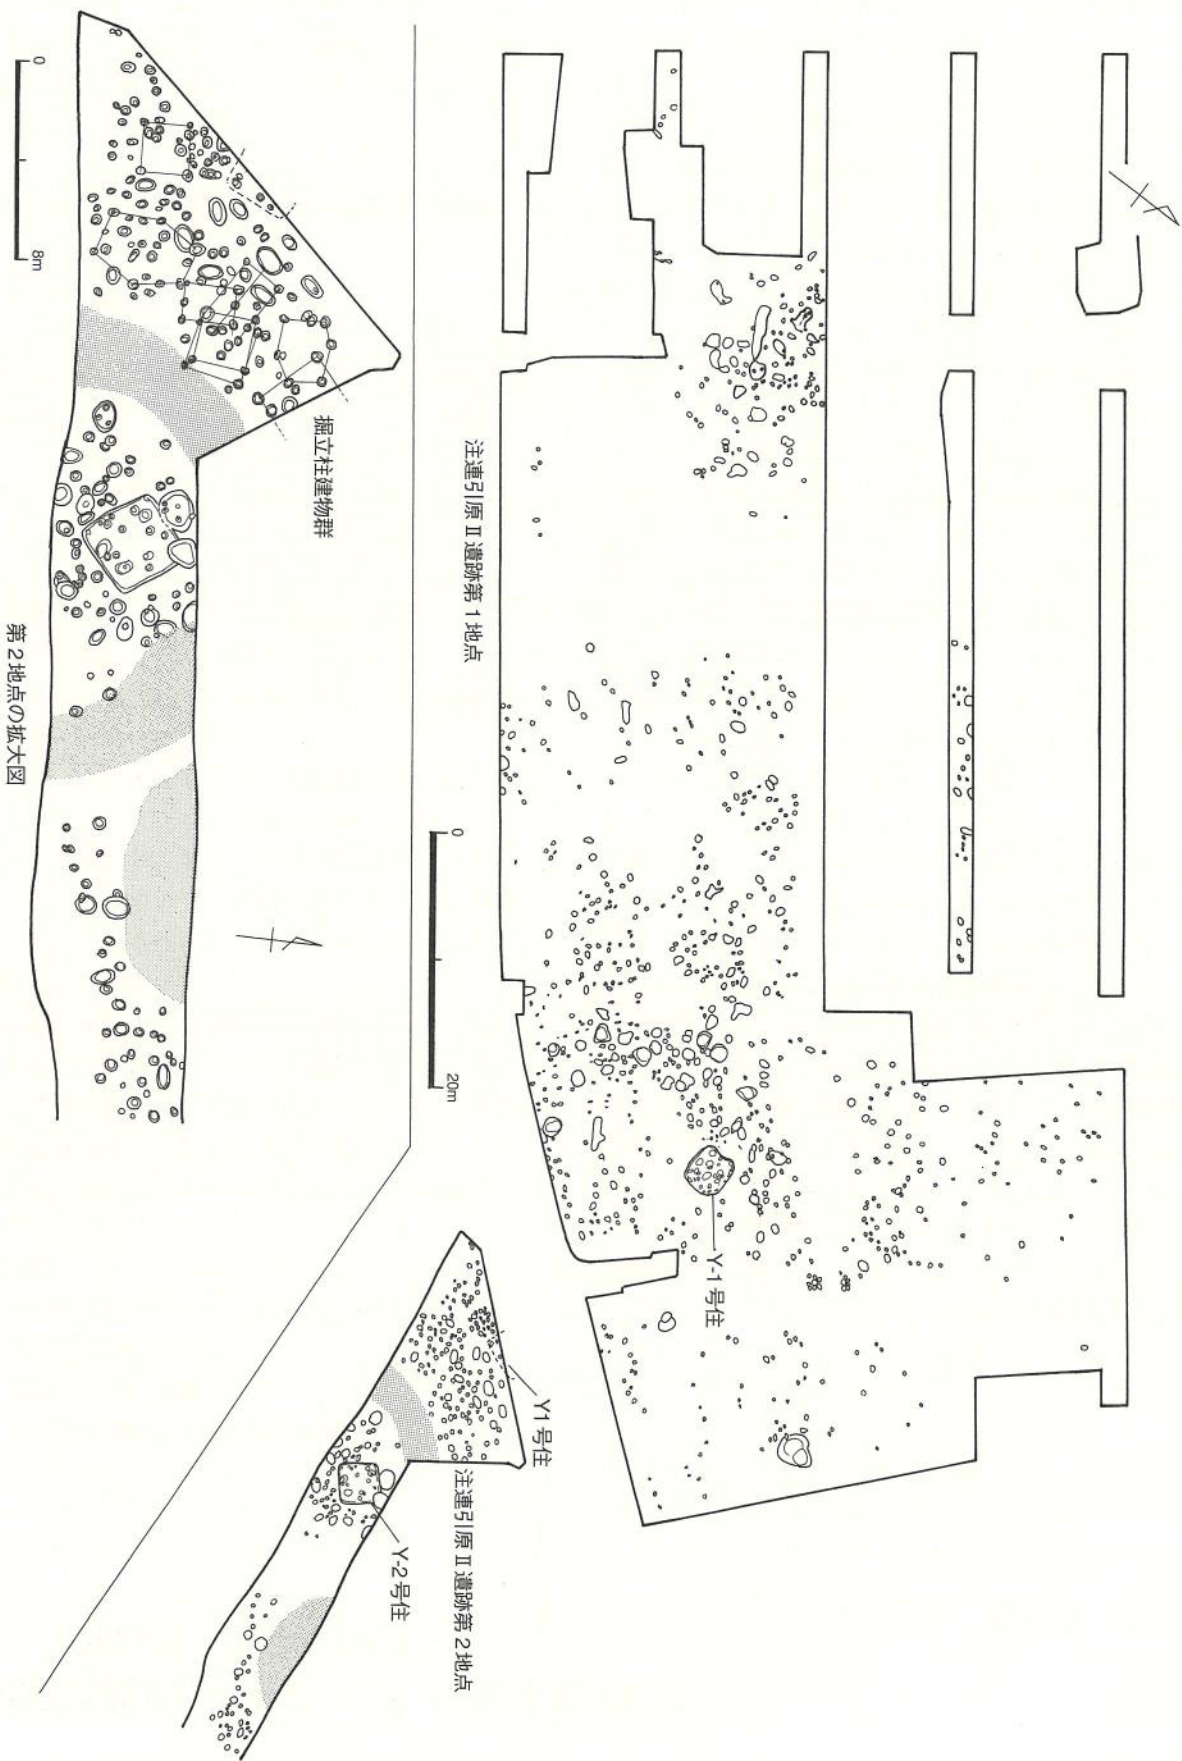 0
8m
掘立柱建物群
第2地点の拡大図
注連引原Ⅱ遺跡第1地点
0
20m
Y-1号住
Y1号住
注連引原Ⅱ遺跡第2地点
Y-2号住